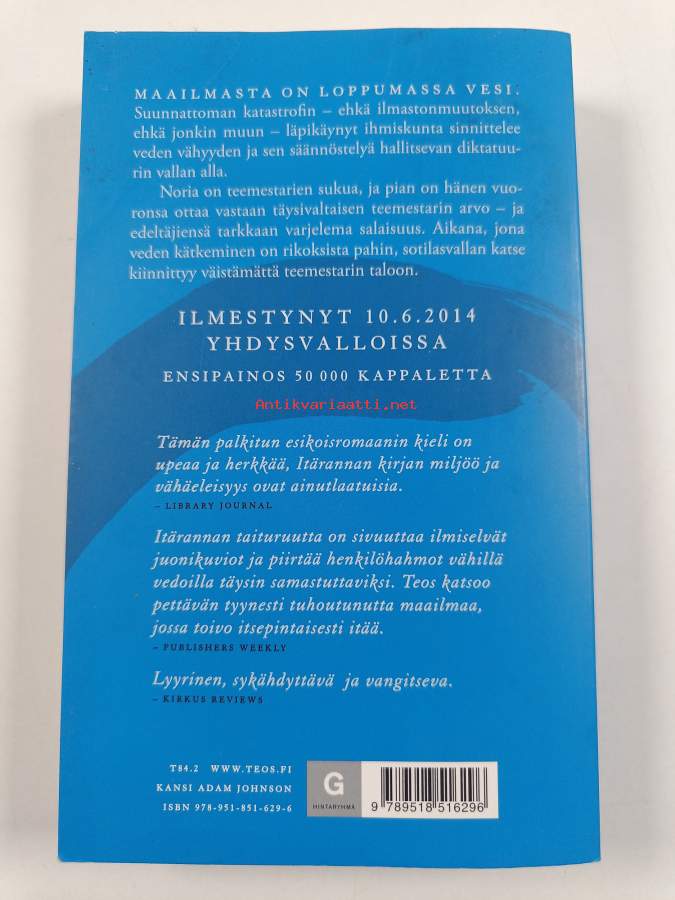 MAAILMASTA ON LOPPUMASSA VESI.
Suunnattoman katastrofin – ehkä ilmastonmuutoksen,
ehkä jonkin muun – läpikäynyt ihmiskunta sinnittelee
veden vähyyden ja sen säännöstelyä hallitsevan diktatuu-
rin vallan alla.
Noria on teemestarien sukua, ja pian on hänen vuo-
ronsa ottaa vastaan täysivaltaisen teemestarin arvo – ja
edeltäjiensä tarkkaan varjelema salaisuus. Aikana, jona
veden kätkeminen on rikoksista pahin, sotilasvallan katse
kiinnittyy väistämättä teemestarin taloon.
ILMESTYNYT 10.6.2014
YHDYSVALLOISSA
ENSIPAINOS 50 000 KAPPALETTA
Antikvariaatti.net
Tämän palkitun esikoisromaanin kieli on
upeaa ja herkkää, Itärannan kirjan miljöö ja
vähäeleisyys ovat ainutlaatuisia.
– LIBRARY JOURNAL
Itärannan taituruutta on sivuuttaa ilmiselvät
juonikuviot ja piirtää henkilöhahmot vähillä
vedoilla täysin samastuttaviksi. Teos katsoo
pettävän tyynesti tuhoutunutta maailmaa,
jossa toivo itsepintaisesti itää.
– PUBLISHERS WEEKLY
Lyyrinen, sykähdyttävä ja vangitseva.
– KIRKUS REVIEWS
T84.2 WWW.TEOS.FI
KANSI ADAM JOHNSON
ISBN 978-951-851-629-6
G
HINTARYHMÄ
9 789518 516296